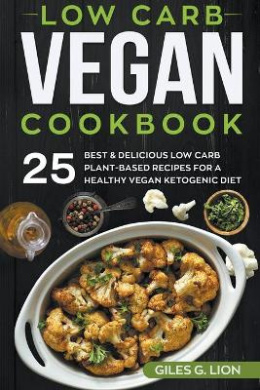 LOW CARB
VEGAN
COOKBOOK
25
BEST & DELICIOUS LOW CARB
PLANT-BASED RECIPES FOR A
HEALTHY VEGAN KETOGENIC DIET
GILES G. LION